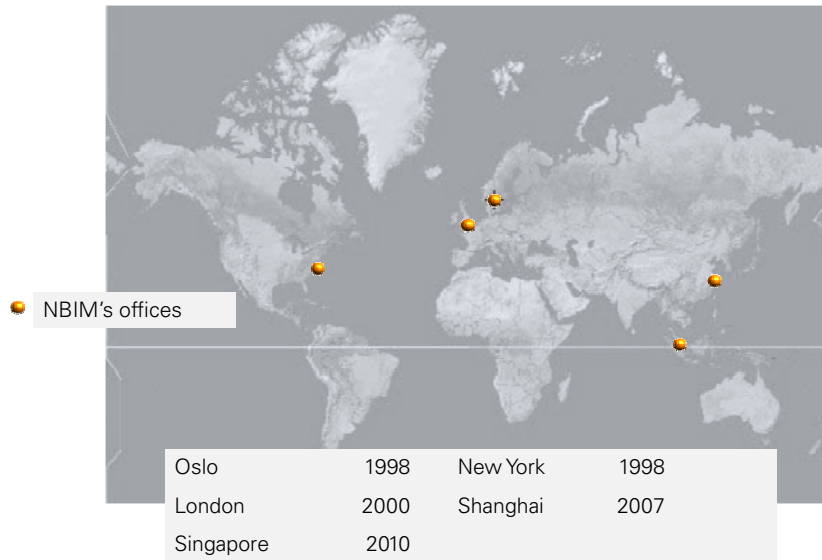 NBIM's offices
Oslo 1998 New York 1998
London 2000 Shanghai 2007
Singapore 2010